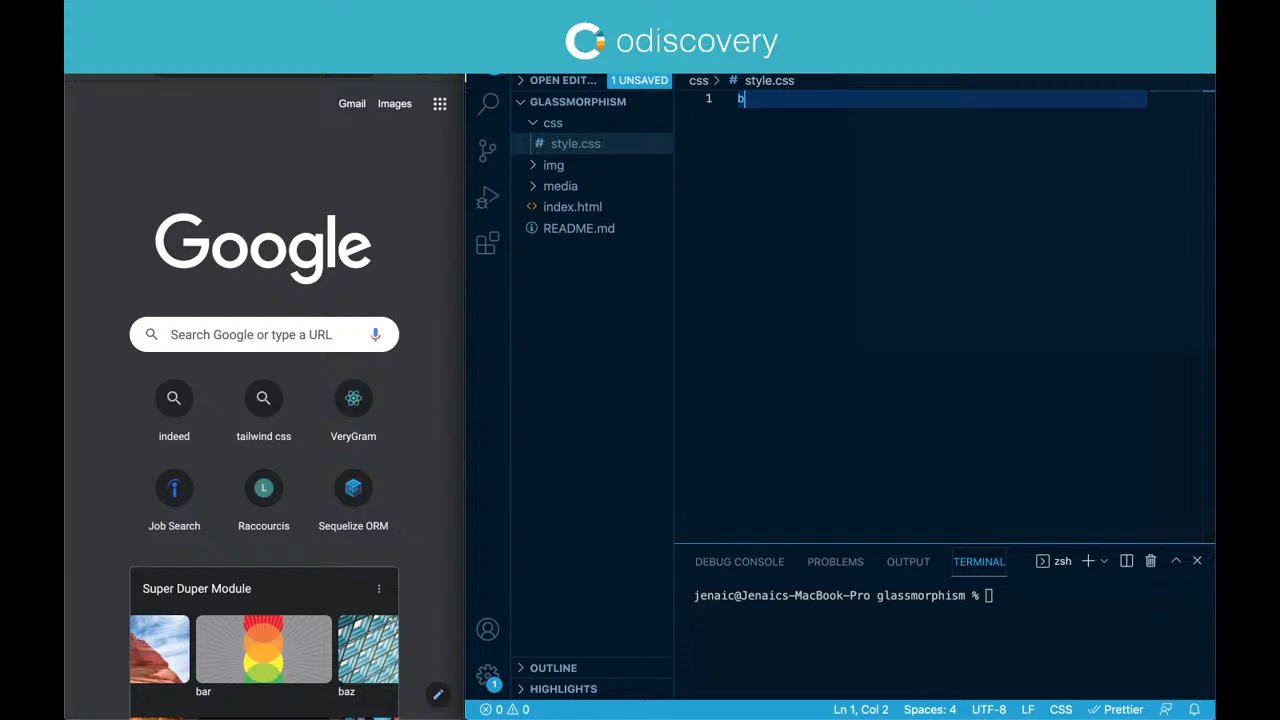 odiscovery
Gmail Images
Google
Search Google or type a URL
indeed
tailwind css
VeryGram
Job Search
L
Raccourcis
Sequelize ORM
Super Duper Module
bar
baz
OPEN EDIT... 1 UNSAVED
GLASSMORPHISM
css
# style.css
img
media
<> index.html
README.md
OUTLINE
HIGHLIGHTS
1
css > # style.css
1 b
DEBUG CONSOLE PROBLEMS OUTPUT TERMINAL zsh
jenaic@Jenaics-MacBook-Pro glassmorphism %
0 0 Ln 1, Col 2 Spaces: 4 UTF-8 LF CSS Prettier